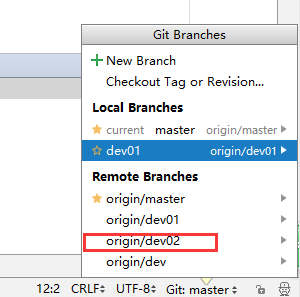 Git Branches
New Branch
Checkout Tag or Revision...
Local Branches
current master origin/master
dev01 origin/dev01
Remote Branches
origin/master
origin/dev01
origin/dev02
origin/dev
12:2 CRLF UTF-8 Git: master